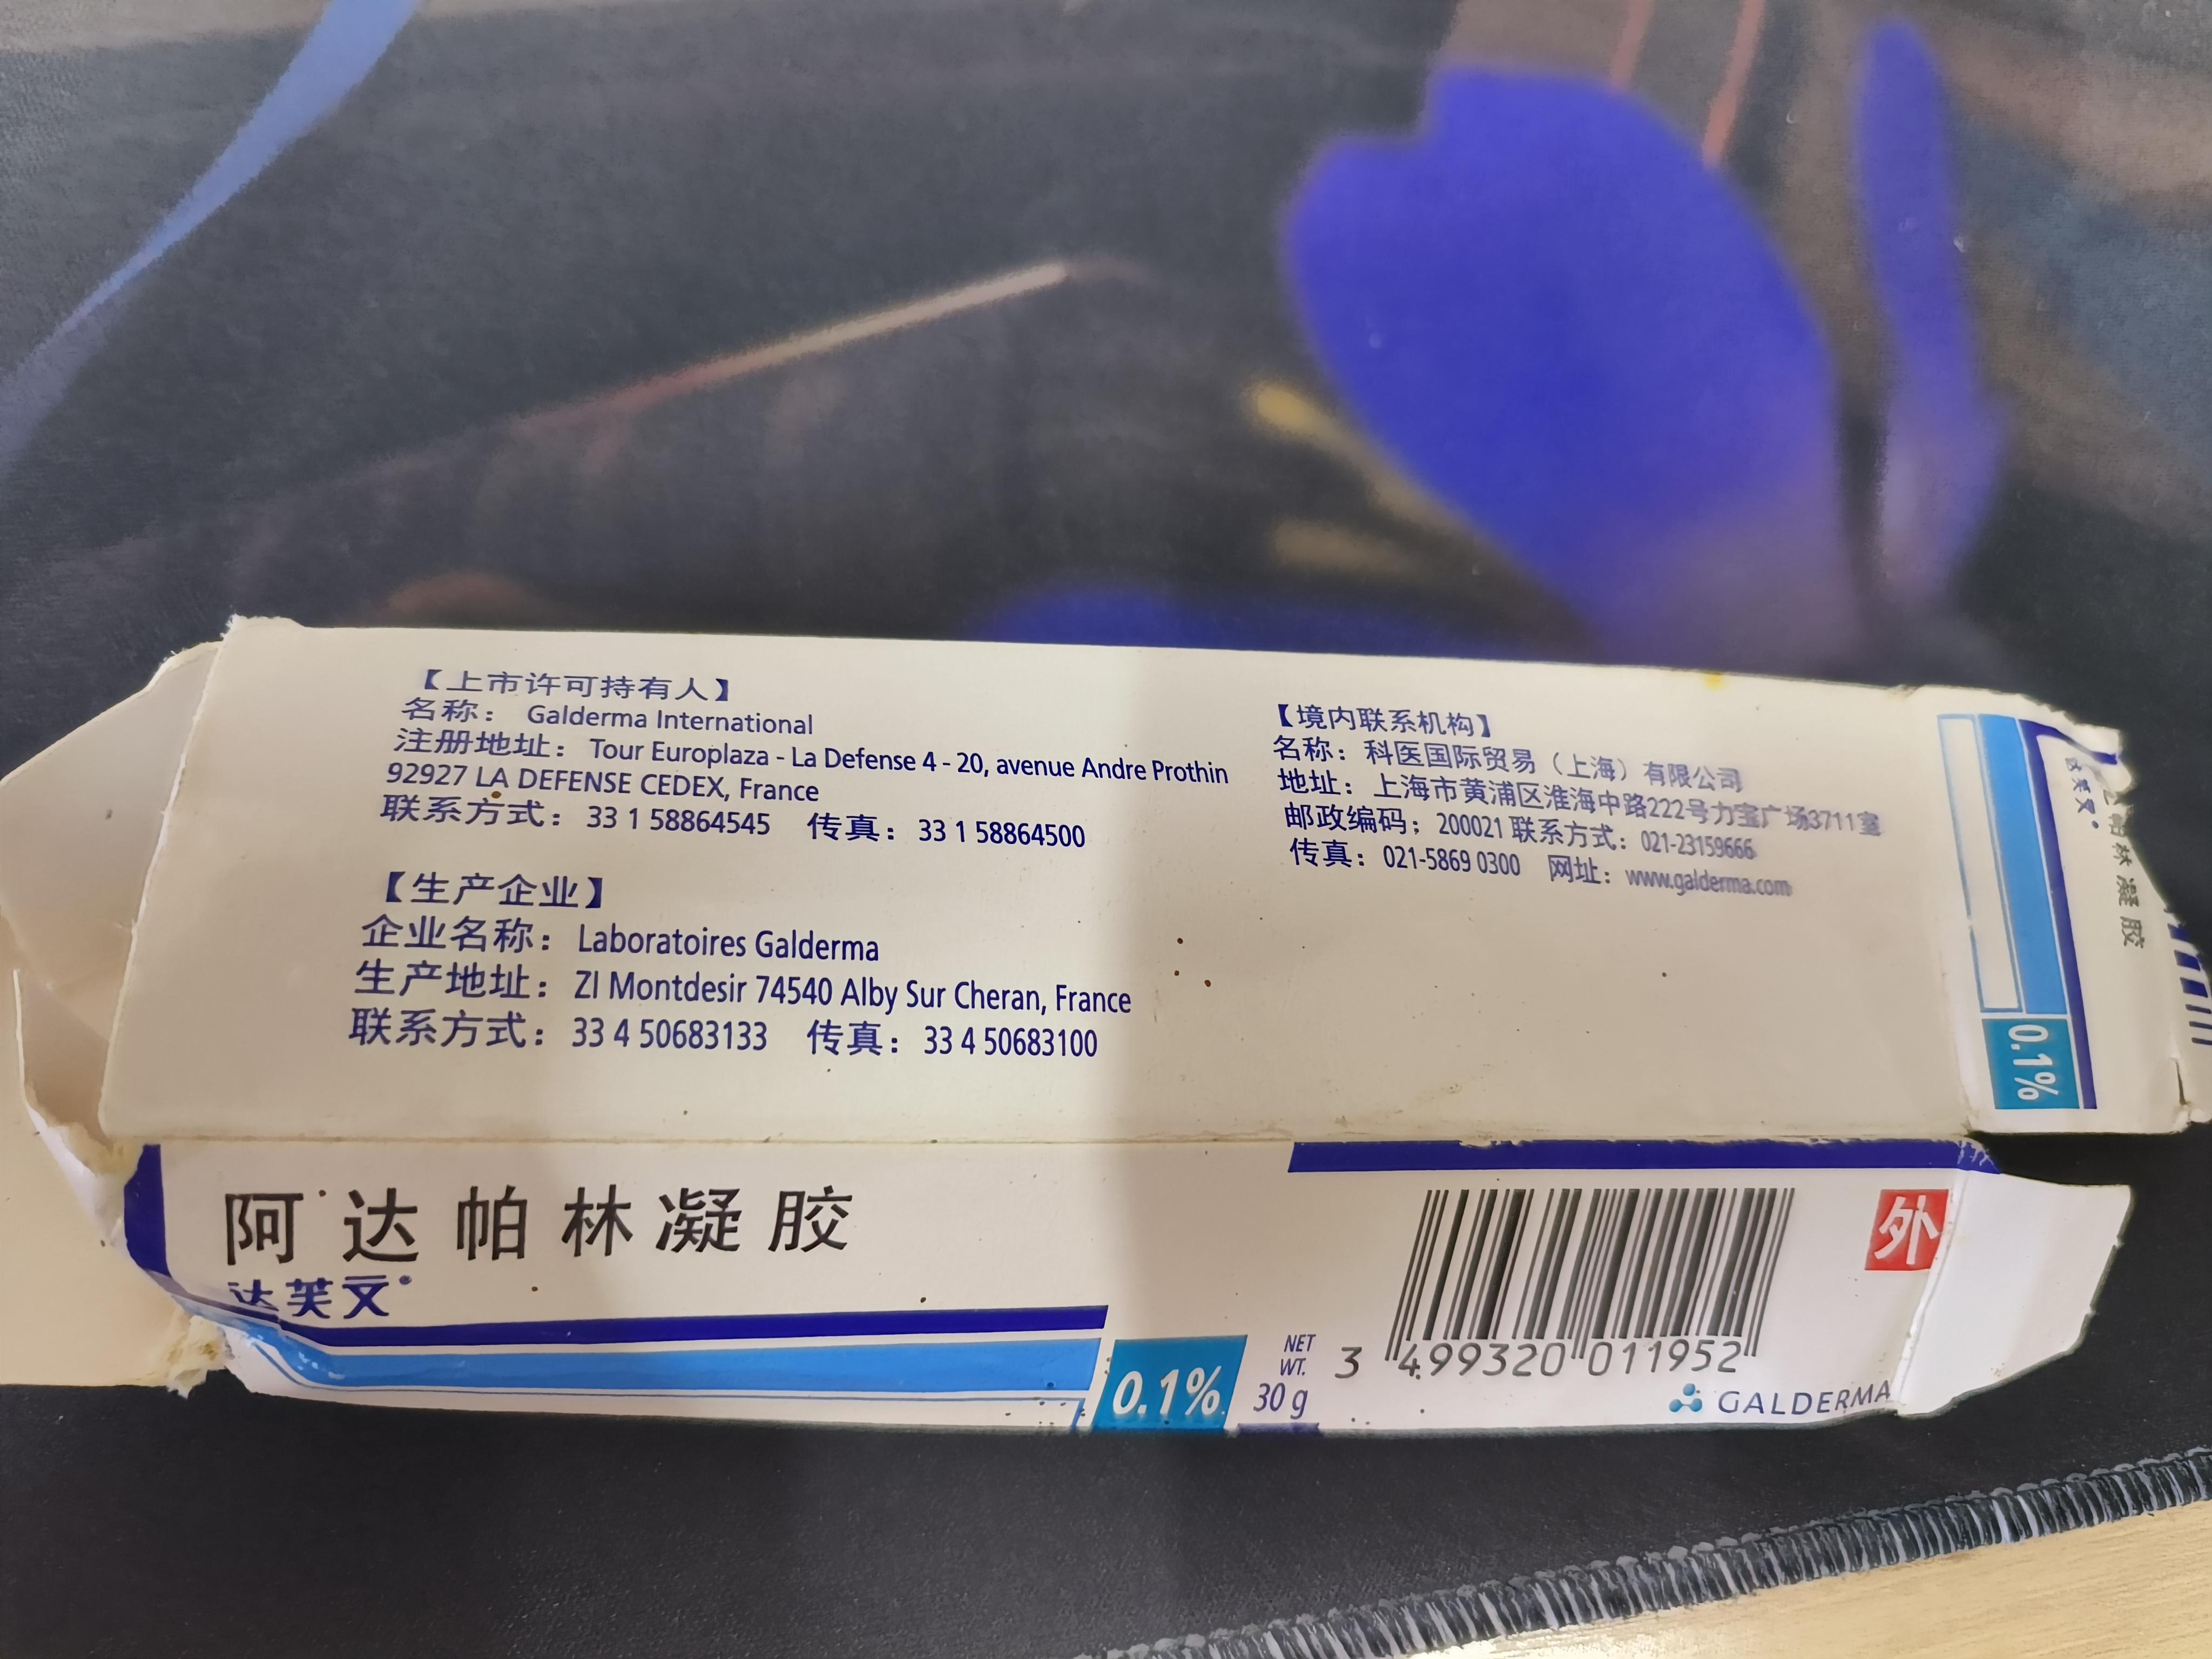 【上市许可持有人】
名称： Galderma International
注册地址： Tour Europlaza - La Defense 4 - 20, avenue Andre Prothin
92927 LA DEFENSE CEDEX, France
联系方式： 33 1 58864545 传真： 33 1 58864500
【生产企业】
企业名称： Laboratoires Galderma
生产地址： ZI Montdesir 74540 Alby Sur Cheran, France
联系方式： 33 4 50683133 传真： 33 4 50683100
【境内联系机构】
名称：科医国际贸易（上海）有限公司
地址：上海市黄浦区淮海中路222号力宝广场3711室
邮政编码：200021 联系方式：021-23159666
传真：021-5869 0300 网址：www.galderma.com
帕林凝胶
达芙文®
0.1%
阿达帕林凝胶
达芙文®
0.1%
NET
WT.
30 g
3 499320 011952
外
GALDERMA